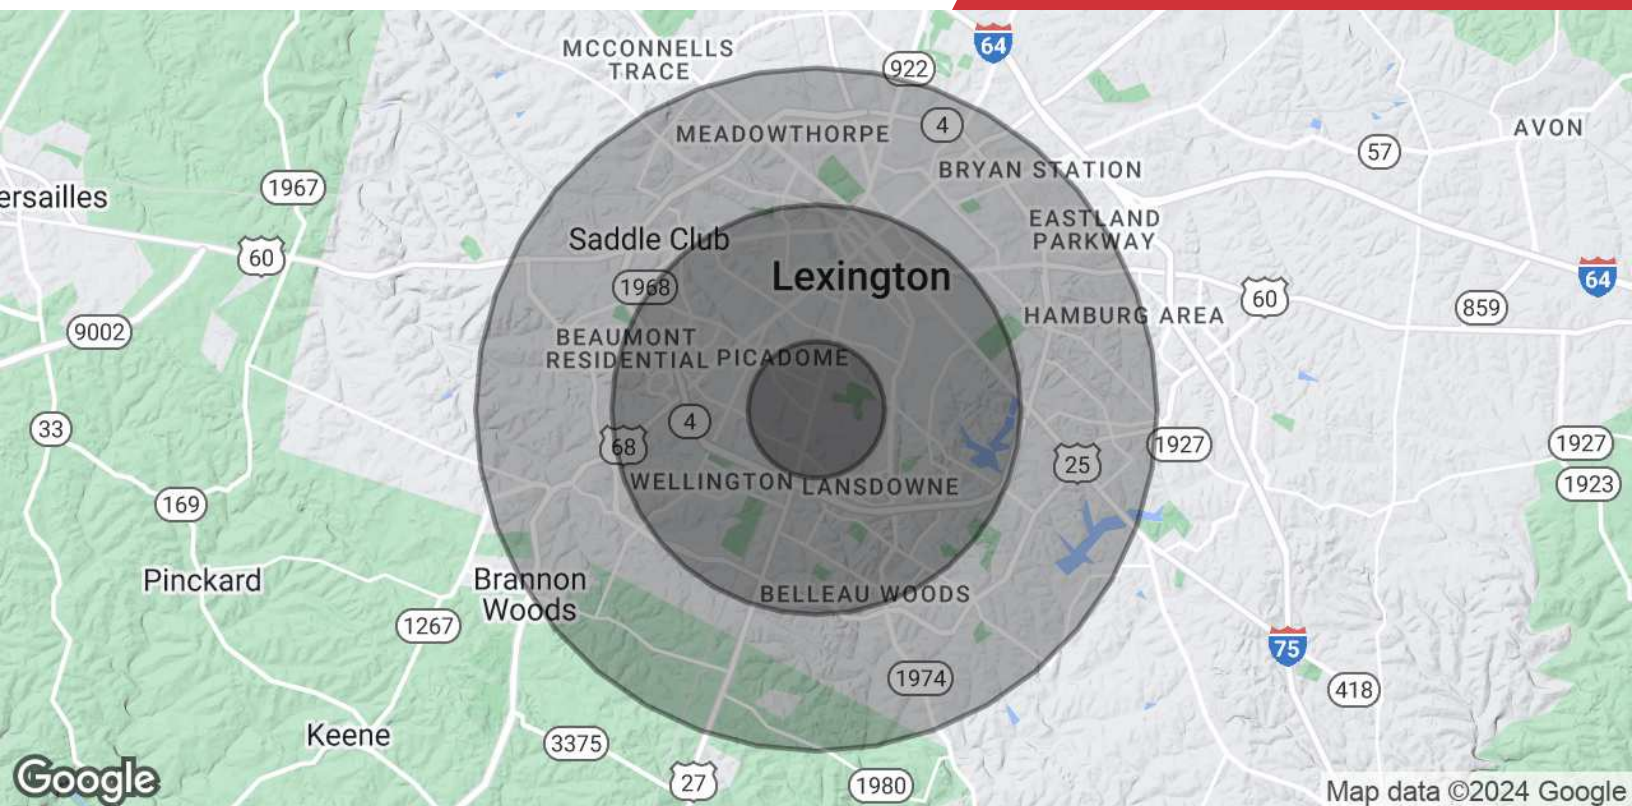 64
MCCONNELLS
TRACE
922
4
MEADOWTHORPE
AVON
57
BRYAN STATION
1967
ersailles
EASTLAND
PARKWAY
Saddle Club
60
Lexington
64
1968
60
859
HAMBURG AREA
9002
BEAUMONT
RESIDENTIAL
PICADOME
4
33
68
1927
1927
25
WELLINGTON
LANSDOWNE
1923
169
Pinckard
Brannon
Woods
BELLEAU WOODS
1267
75
1974
418
Keene
3375
27
1980
Google
Map data ©2024 Google